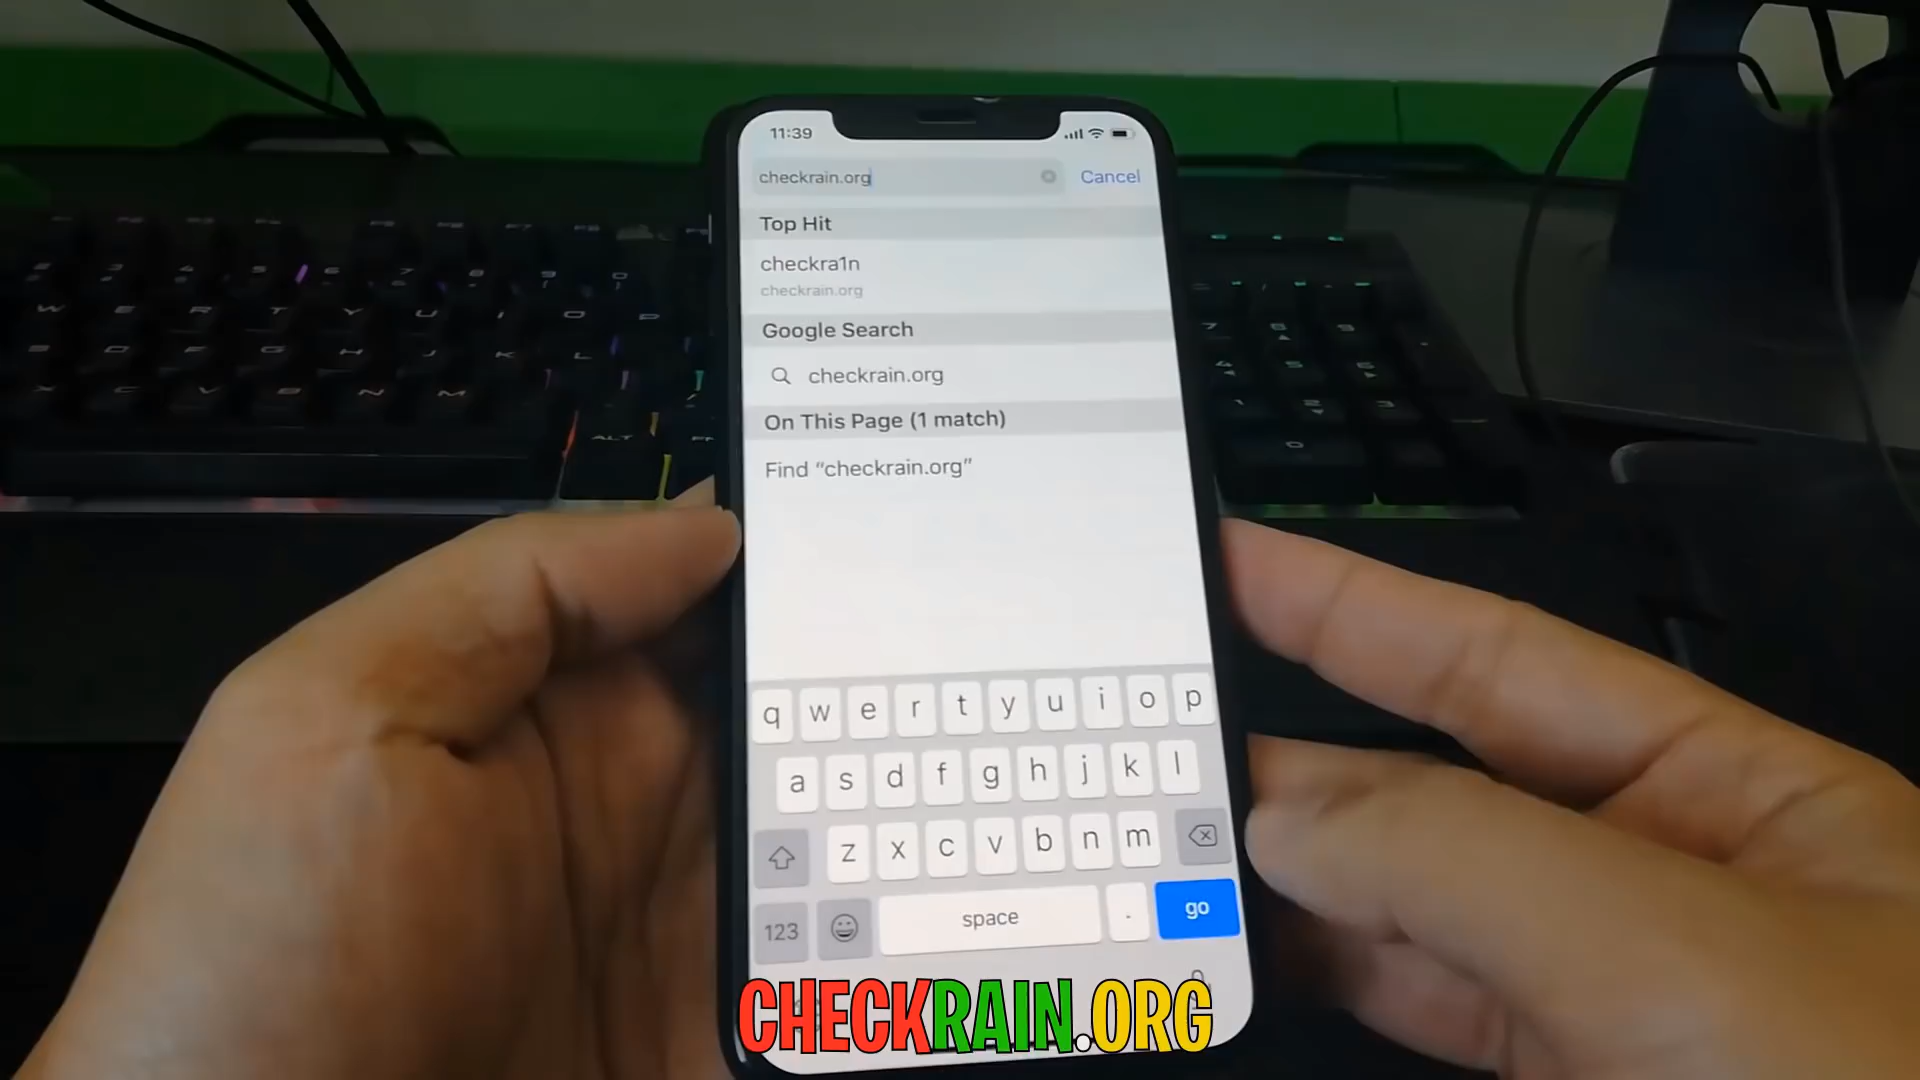 11:39
checkrain.org
Cancel
Top Hit
checkra1n
checkrain.org
Google Search
checkrain.org
On This Page (1 match)
Find “checkrain.org”
q w e r t y u i o p
a s d f g h j k l
z x c v b n m
123 space . go
CHECKRAIN.ORG
ALT